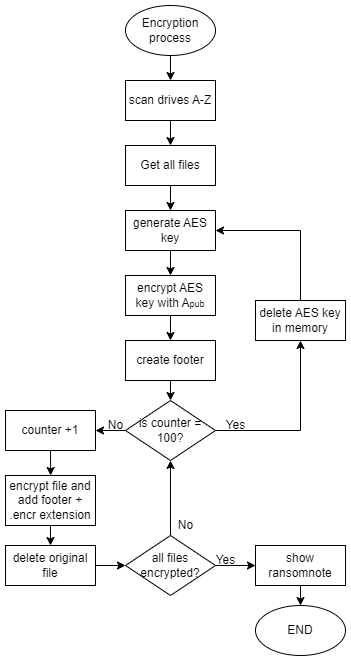 Encryption
process
scan drives A-Z
Get all files
generate AES
key
encrypt AES
key with Apub
delete AES key
in memory
create footer
is counter =
100?
No
Yes
counter +1
encrypt file and
add footer +
.encr extension
No
delete original
file
all files
encrypted?
Yes
show
ransomnote
END